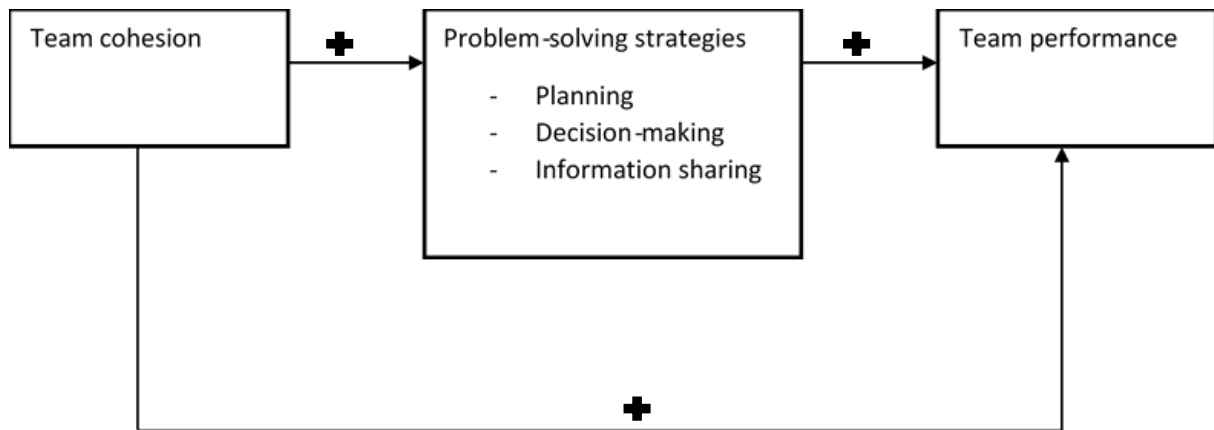 Team cohesion
Problem-solving strategies
- Planning
- Decision-making
- Information sharing
Team performance